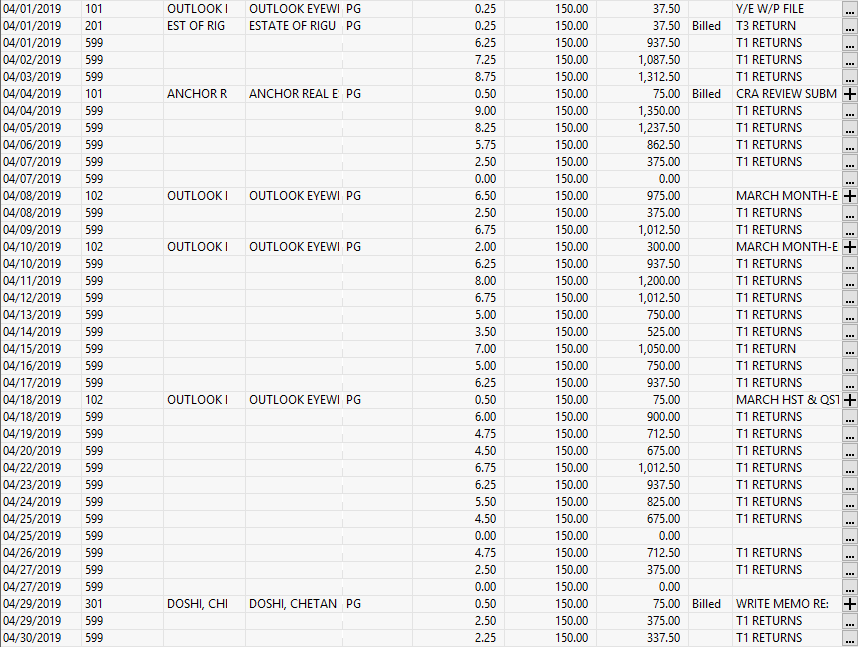 04/01/2019 101 OUTLOOK I OUTLOOK EYEWI PG 0.25 150.00 37.50 Y/E W/P FILE ...
04/01/2019 201 EST OF RIG ESTATE OF RIGU PG 0.25 150.00 37.50 Billed T3 RETURN ...
04/01/2019 599 6.25 150.00 937.50 T1 RETURNS ...
04/02/2019 599 7.25 150.00 1,087.50 T1 RETURNS ...
04/03/2019 599 8.75 150.00 1,312.50 T1 RETURNS ...
04/04/2019 101 ANCHOR R ANCHOR REAL E PG 0.50 150.00 75.00 Billed CRA REVIEW SUBM +
04/04/2019 599 9.00 150.00 1,350.00 T1 RETURNS ...
04/05/2019 599 8.25 150.00 1,237.50 T1 RETURNS ...
04/06/2019 599 5.75 150.00 862.50 T1 RETURNS ...
04/07/2019 599 2.50 150.00 375.00 T1 RETURNS ...
04/07/2019 599 0.00 150.00 0.00 ...
04/08/2019 102 OUTLOOK I OUTLOOK EYEWI PG 6.50 150.00 975.00 MARCH MONTH-E +
04/08/2019 599 2.50 150.00 375.00 T1 RETURNS ...
04/09/2019 599 6.75 150.00 1,012.50 T1 RETURNS ...
04/10/2019 102 OUTLOOK I OUTLOOK EYEWI PG 2.00 150.00 300.00 MARCH MONTH-E +
04/10/2019 599 6.25 150.00 937.50 T1 RETURNS ...
04/11/2019 599 8.00 150.00 1,200.00 T1 RETURNS ...
04/12/2019 599 6.75 150.00 1,012.50 T1 RETURNS ...
04/13/2019 599 5.00 150.00 750.00 T1 RETURNS ...
04/14/2019 599 3.50 150.00 525.00 T1 RETURNS ...
04/15/2019 599 7.00 150.00 1,050.00 T1 RETURN ...
04/16/2019 599 5.00 150.00 750.00 T1 RETURNS ...
04/17/2019 599 6.25 150.00 937.50 T1 RETURNS ...
04/18/2019 102 OUTLOOK I OUTLOOK EYEWI PG 0.50 150.00 75.00 MARCH HST & QST +
04/18/2019 599 6.00 150.00 900.00 T1 RETURNS ...
04/19/2019 599 4.75 150.00 712.50 T1 RETURNS ...
04/20/2019 599 4.50 150.00 675.00 T1 RETURNS ...
04/22/2019 599 6.75 150.00 1,012.50 T1 RETURNS ...
04/23/2019 599 6.25 150.00 937.50 T1 RETURNS ...
04/24/2019 599 5.50 150.00 825.00 T1 RETURNS ...
04/25/2019 599 4.50 150.00 675.00 T1 RETURNS ...
04/25/2019 599 0.00 150.00 0.00 ...
04/26/2019 599 4.75 150.00 712.50 T1 RETURNS ...
04/27/2019 599 2.50 150.00 375.00 T1 RETURNS ...
04/27/2019 599 0.00 150.00 0.00 ...
04/29/2019 301 DOSHI, CHI DOSHI, CHETAN PG 0.50 150.00 75.00 Billed WRITE MEMO RE: +
04/29/2019 599 2.50 150.00 375.00 T1 RETURNS ...
04/30/2019 599 2.25 150.00 337.50 T1 RETURNS ...